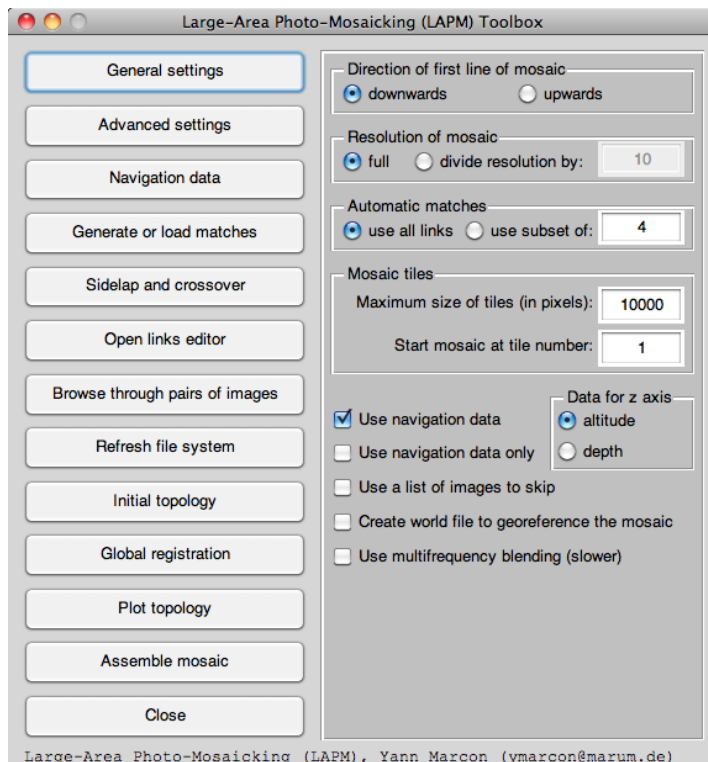 Large-Area Photo-Mosaicking (LAPM) Toolbox
General settings
Advanced settings
Navigation data
Generate or load matches
Sidelap and crossover
Open links editor
Browse through pairs of images
Refresh file system
Initial topology
Global registration
Plot topology
Assemble mosaic
Close
Direction of first line of mosaic
downwards upwards
Resolution of mosaic
full divide resolution by: 10
Automatic matches
use all links use subset of: 4
Mosaic tiles
Maximum size of tiles (in pixels): 10000
Start mosaic at tile number: 1
Data for z axis
Use navigation data altitude
Use navigation data only depth
Use a list of images to skip
Create world file to georeference the mosaic
Use multifrequency blending (slower)
Large-Area Photo-Mosaicking (LAPM), Yann Marcon (ymarcon@marum.de)